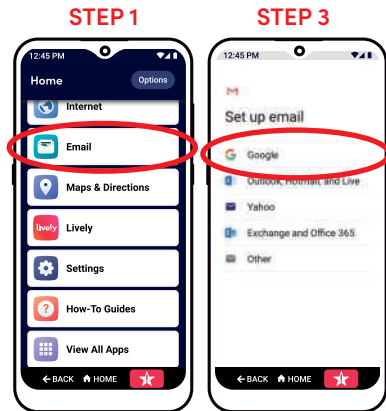 STEP 1
STEP 3
12:45 PM
Home
Options
Internet
Email
Maps & Directions
lively
Lively
Settings
How-To Guides
View All Apps
BACK HOME
12:45 PM
Set up email
Google
Outlook, Hotmail, and Live
Yahoo
Exchange and Office 365
Other
BACK HOME